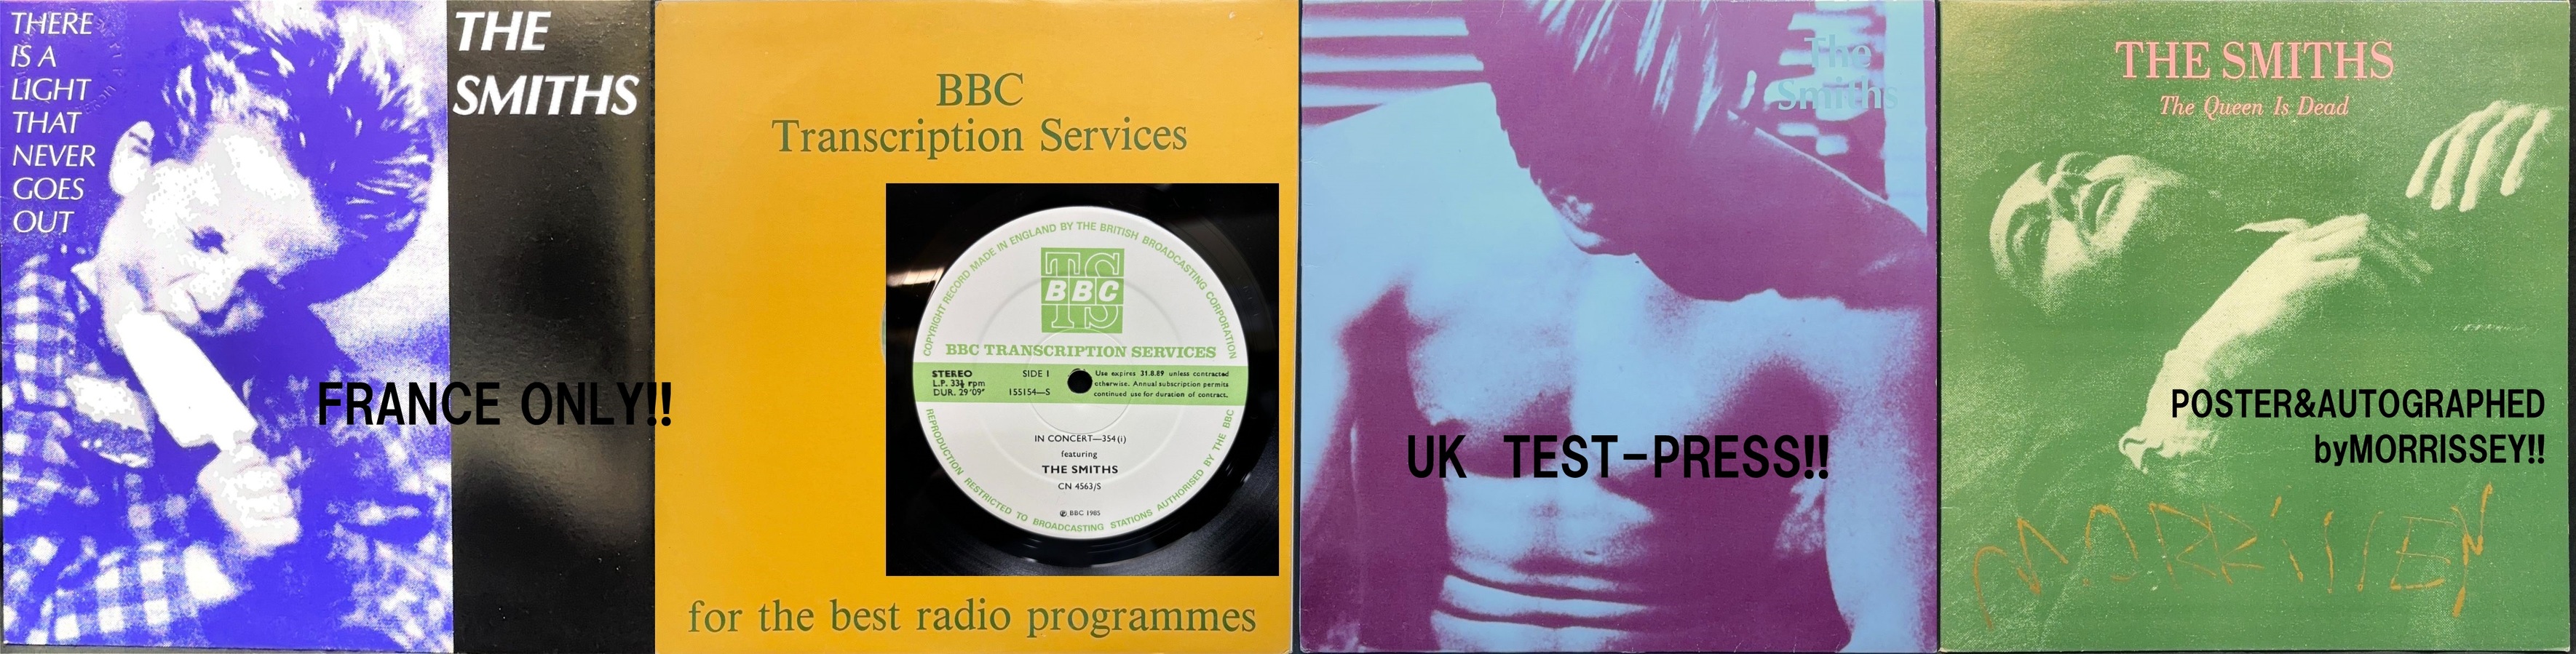 THERE
IS A
LIGHT
THAT
NEVER
GOES
OUT
THE
SMITHS
FRANCE ONLY!!
BBC
Transcription Services
COPYRIGHT RECORD MADE IN ENGLAND BY THE BRITISH BROADCASTING CORPORATION
BBC
BBC TRANSCRIPTION SERVICES
STEREO
L.P. 33⅓ rpm
DUR. 29'09"
SIDE 1
155154—S
Use expires 31.8.89 unless contracted
otherwise. Annual subscription permits
continued use for duration of contract.
IN CONCERT—354(i)
featuring
THE SMITHS
CN 4563/S
Ⓟ BBC 1985
REPRODUCTION RESTRICTED TO BROADCASTING STATIONS AUTHORISED BY THE BBC
for the best radio programmes
The
Smiths
UK TEST-PRESS!!
THE SMITHS
The Queen Is Dead
POSTER&AUTOGRAPHED
byMORRISSEY!!